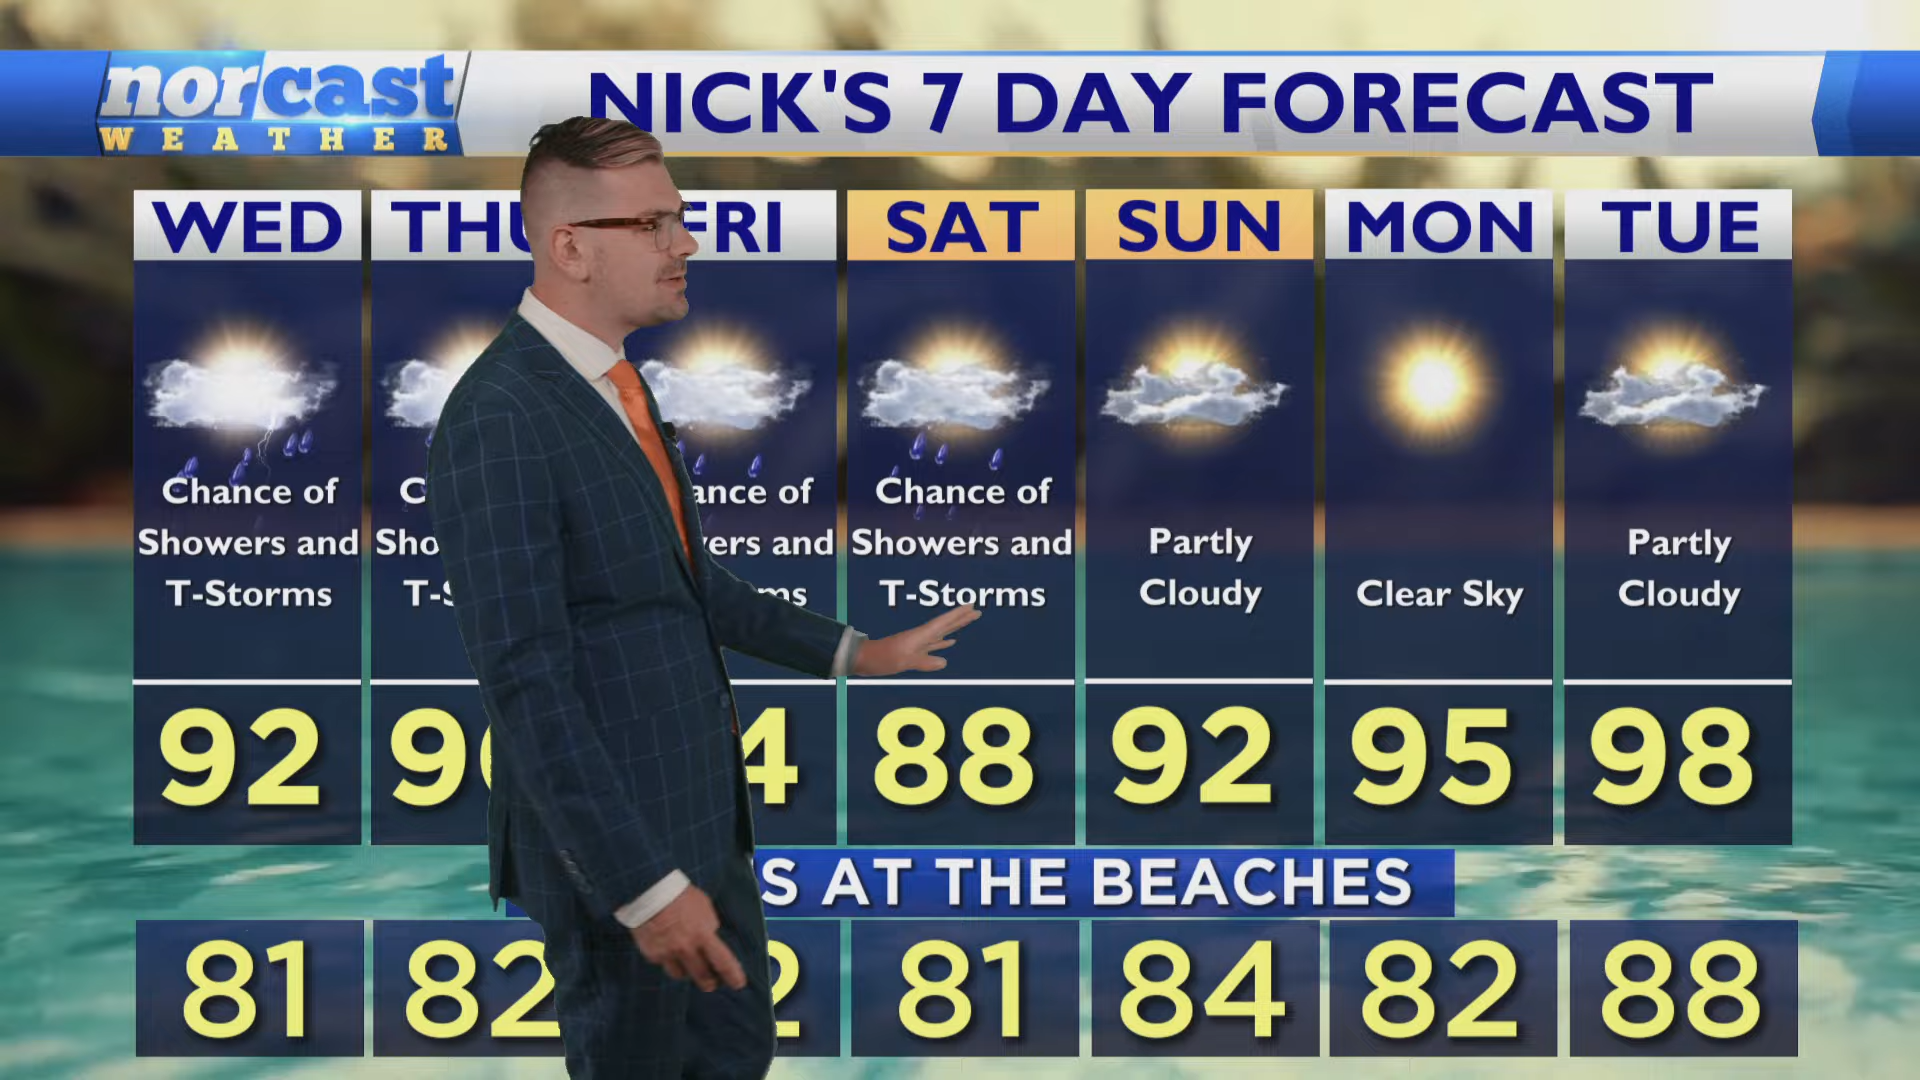 norcast
WEATHER
NICK'S 7 DAY FORECAST
WED
THU
FRI
SAT
SUN
MON
TUE
Chance of
Showers and
T-Storms
Chance of
Showers and
T-Storms
Partly
Cloudy
Clear Sky
Partly
Cloudy
92
88
92
95
98
AT THE BEACHES
81
82
81
84
82
88